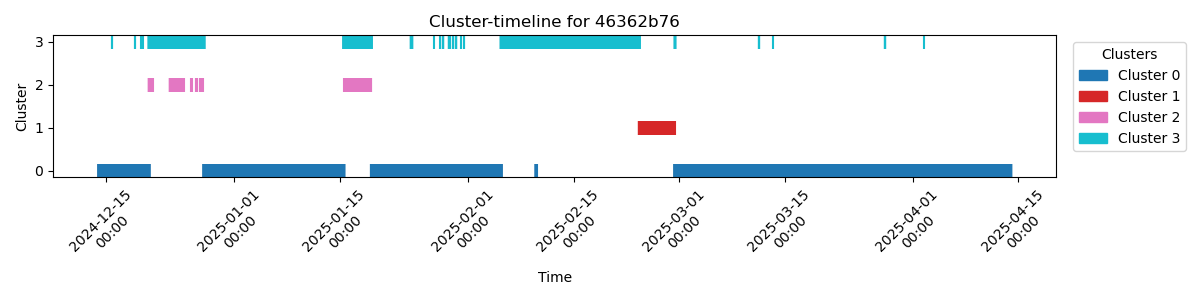 Cluster-timeline for 46362b76
Cluster
3
2
1
0
2024-12-15
00:00
2025-01-01
00:00
2025-01-15
00:00
2025-02-01
00:00
2025-02-15
00:00
2025-03-01
00:00
2025-03-15
00:00
2025-04-01
00:00
2025-04-15
00:00
Time
Clusters
Cluster 0
Cluster 1
Cluster 2
Cluster 3